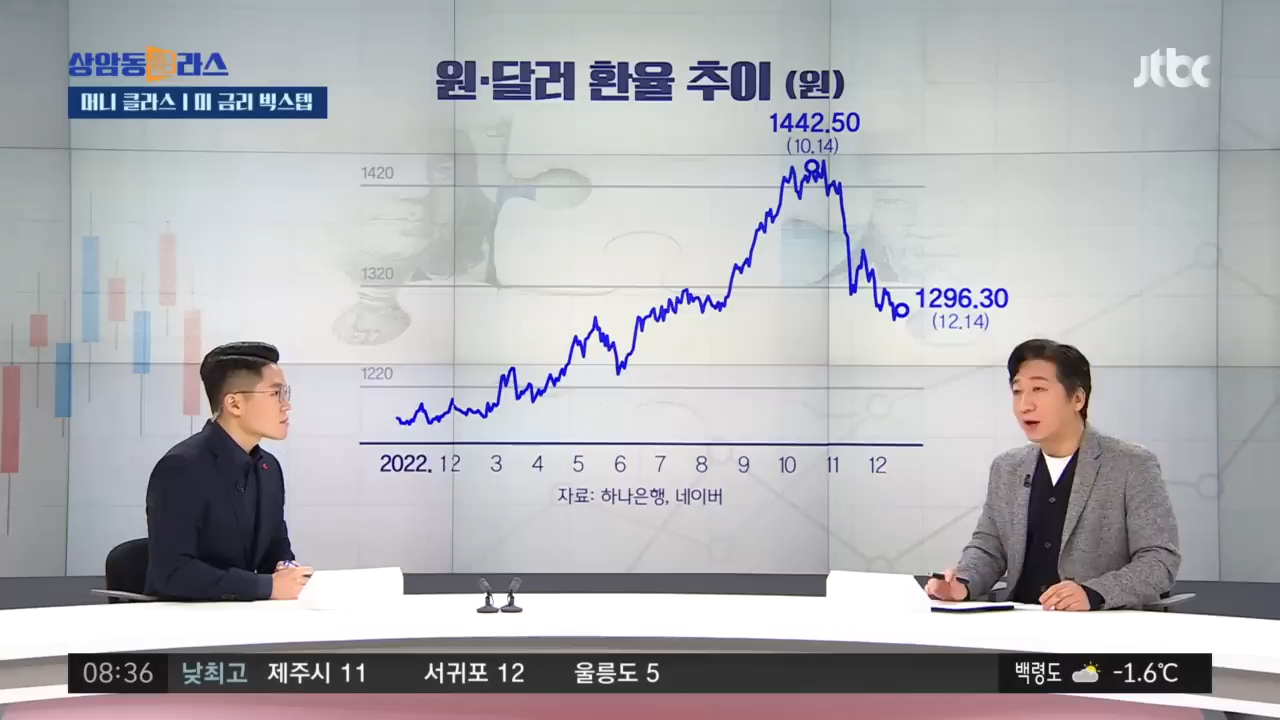 상암동클라스
머니 클라스 | 미 금리 빅스텝
jtbc
원·달러 환율 추이 (원)
1442.50
(10.14)
1420
1320
1296.30
(12.14)
1220
2022. 1 2 3 4 5 6 7 8 9 10 11 12
자료: 하나은행, 네이버
08:36 낮최고 제주시 11 서귀포 12 울릉도 5 백령도 -1.6℃